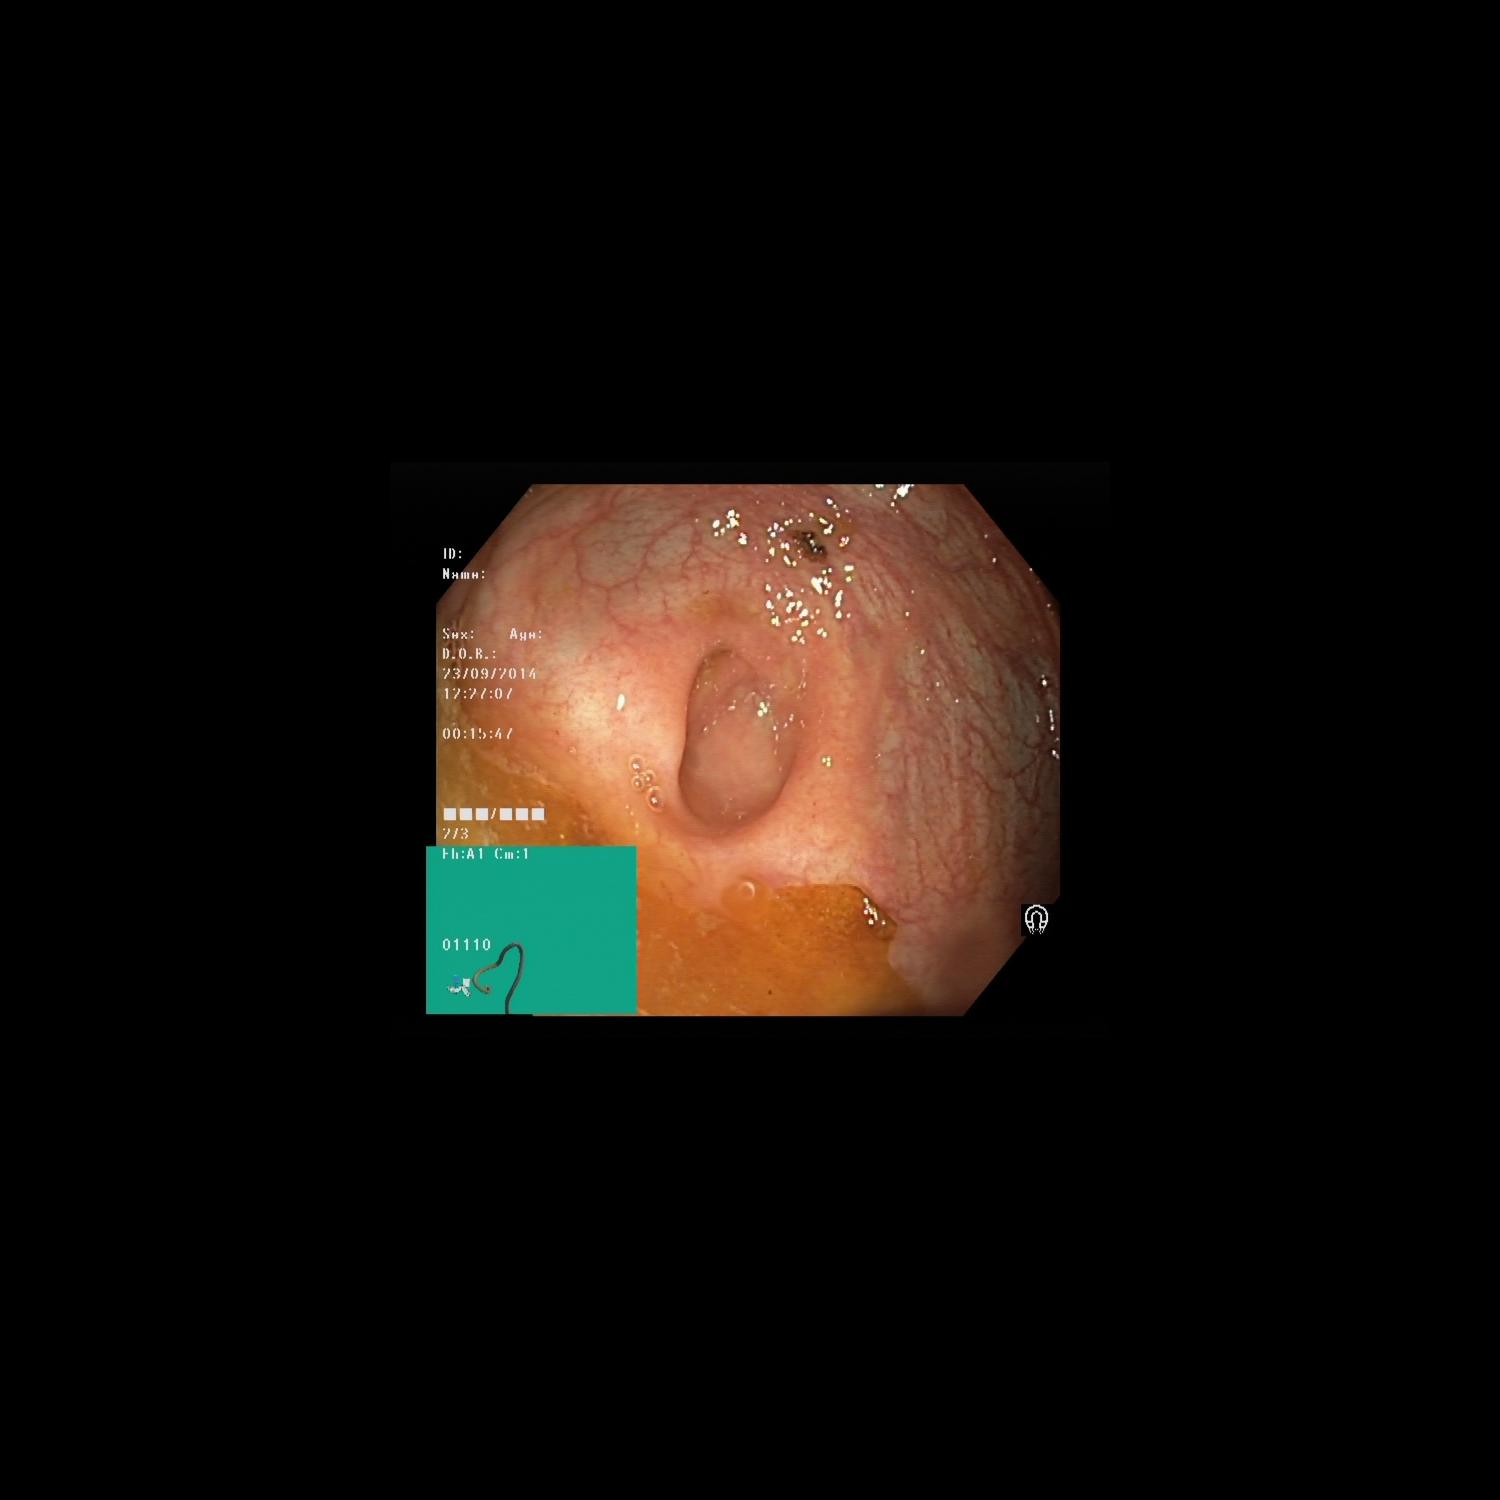 ID:
Name:
Sex: Age:
D.O.B.:
23/09/2014
12:27:07
00:15:47
■■■/■■■
2/3
Eh:A1 Cm:1
01110